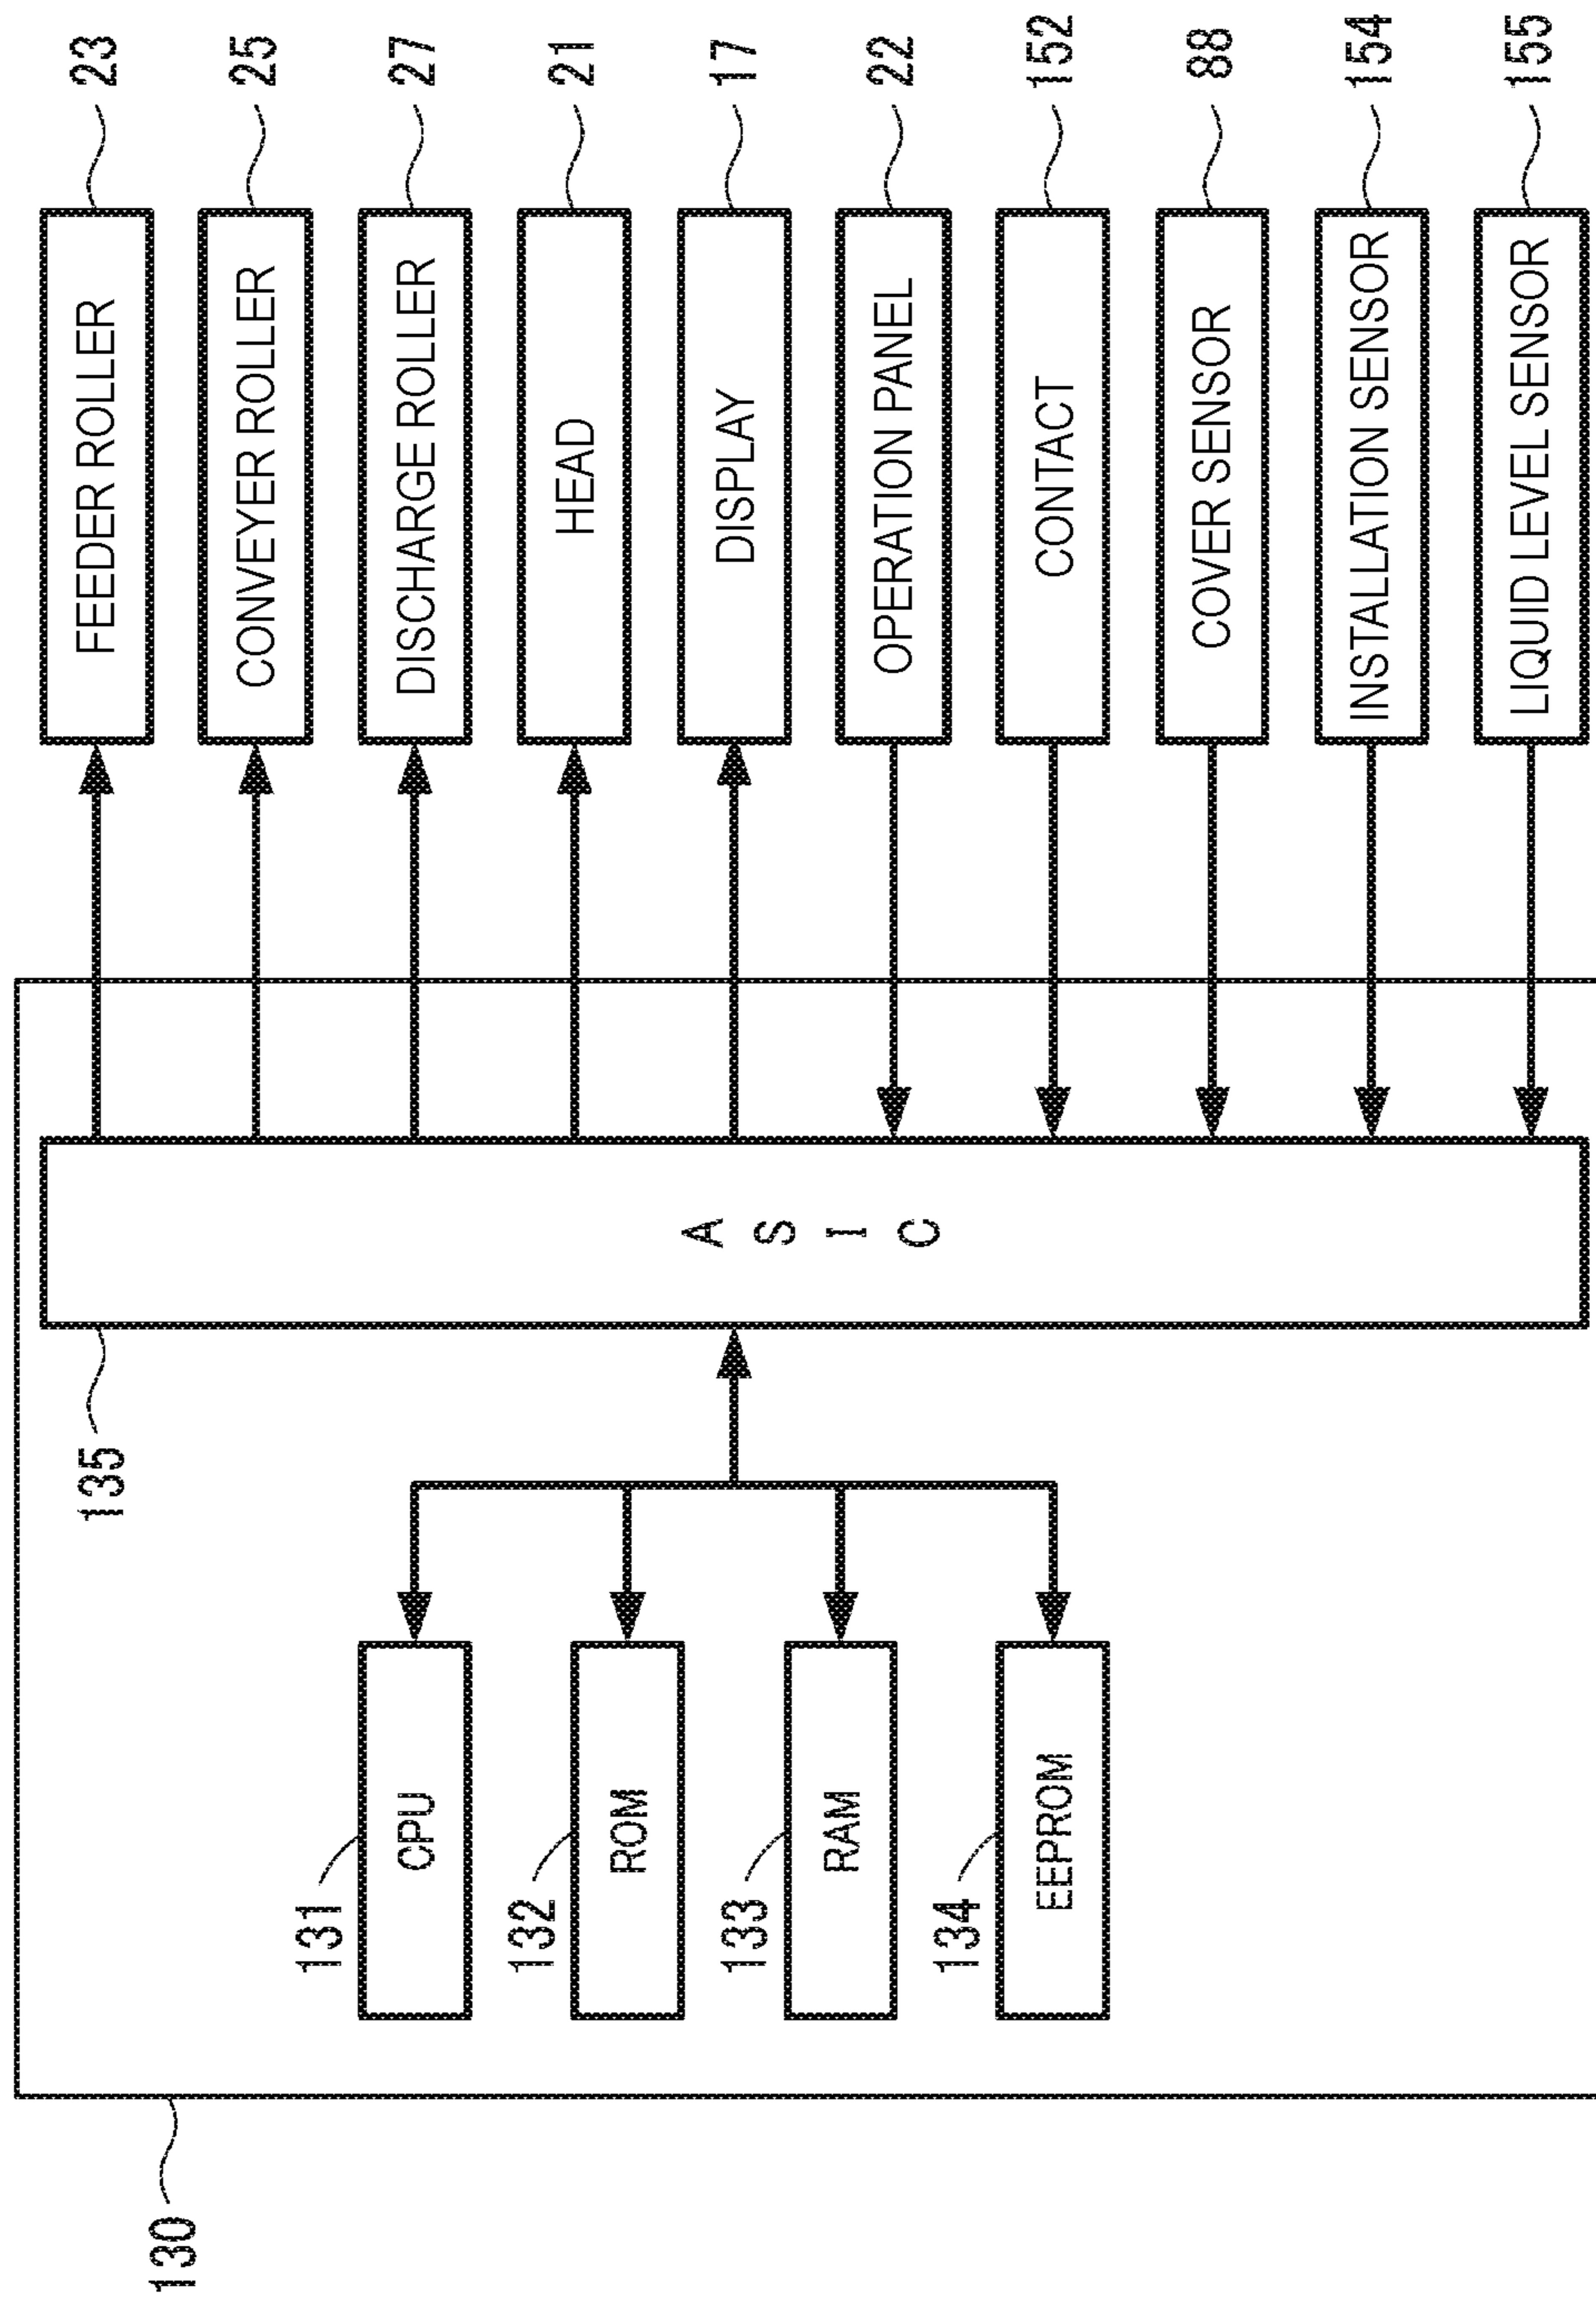 130
131
CPU
132
ROM
133
RAM
134
EEPROM
135
ASIC
FEEDER ROLLER
23
CONVEYER ROLLER
25
DISCHARGE ROLLER
27
HEAD
21
DISPLAY
17
OPERATION PANEL
22
CONTACT
152
COVER SENSOR
88
INSTALLATION SENSOR
154
LIQUID LEVEL SENSOR
155